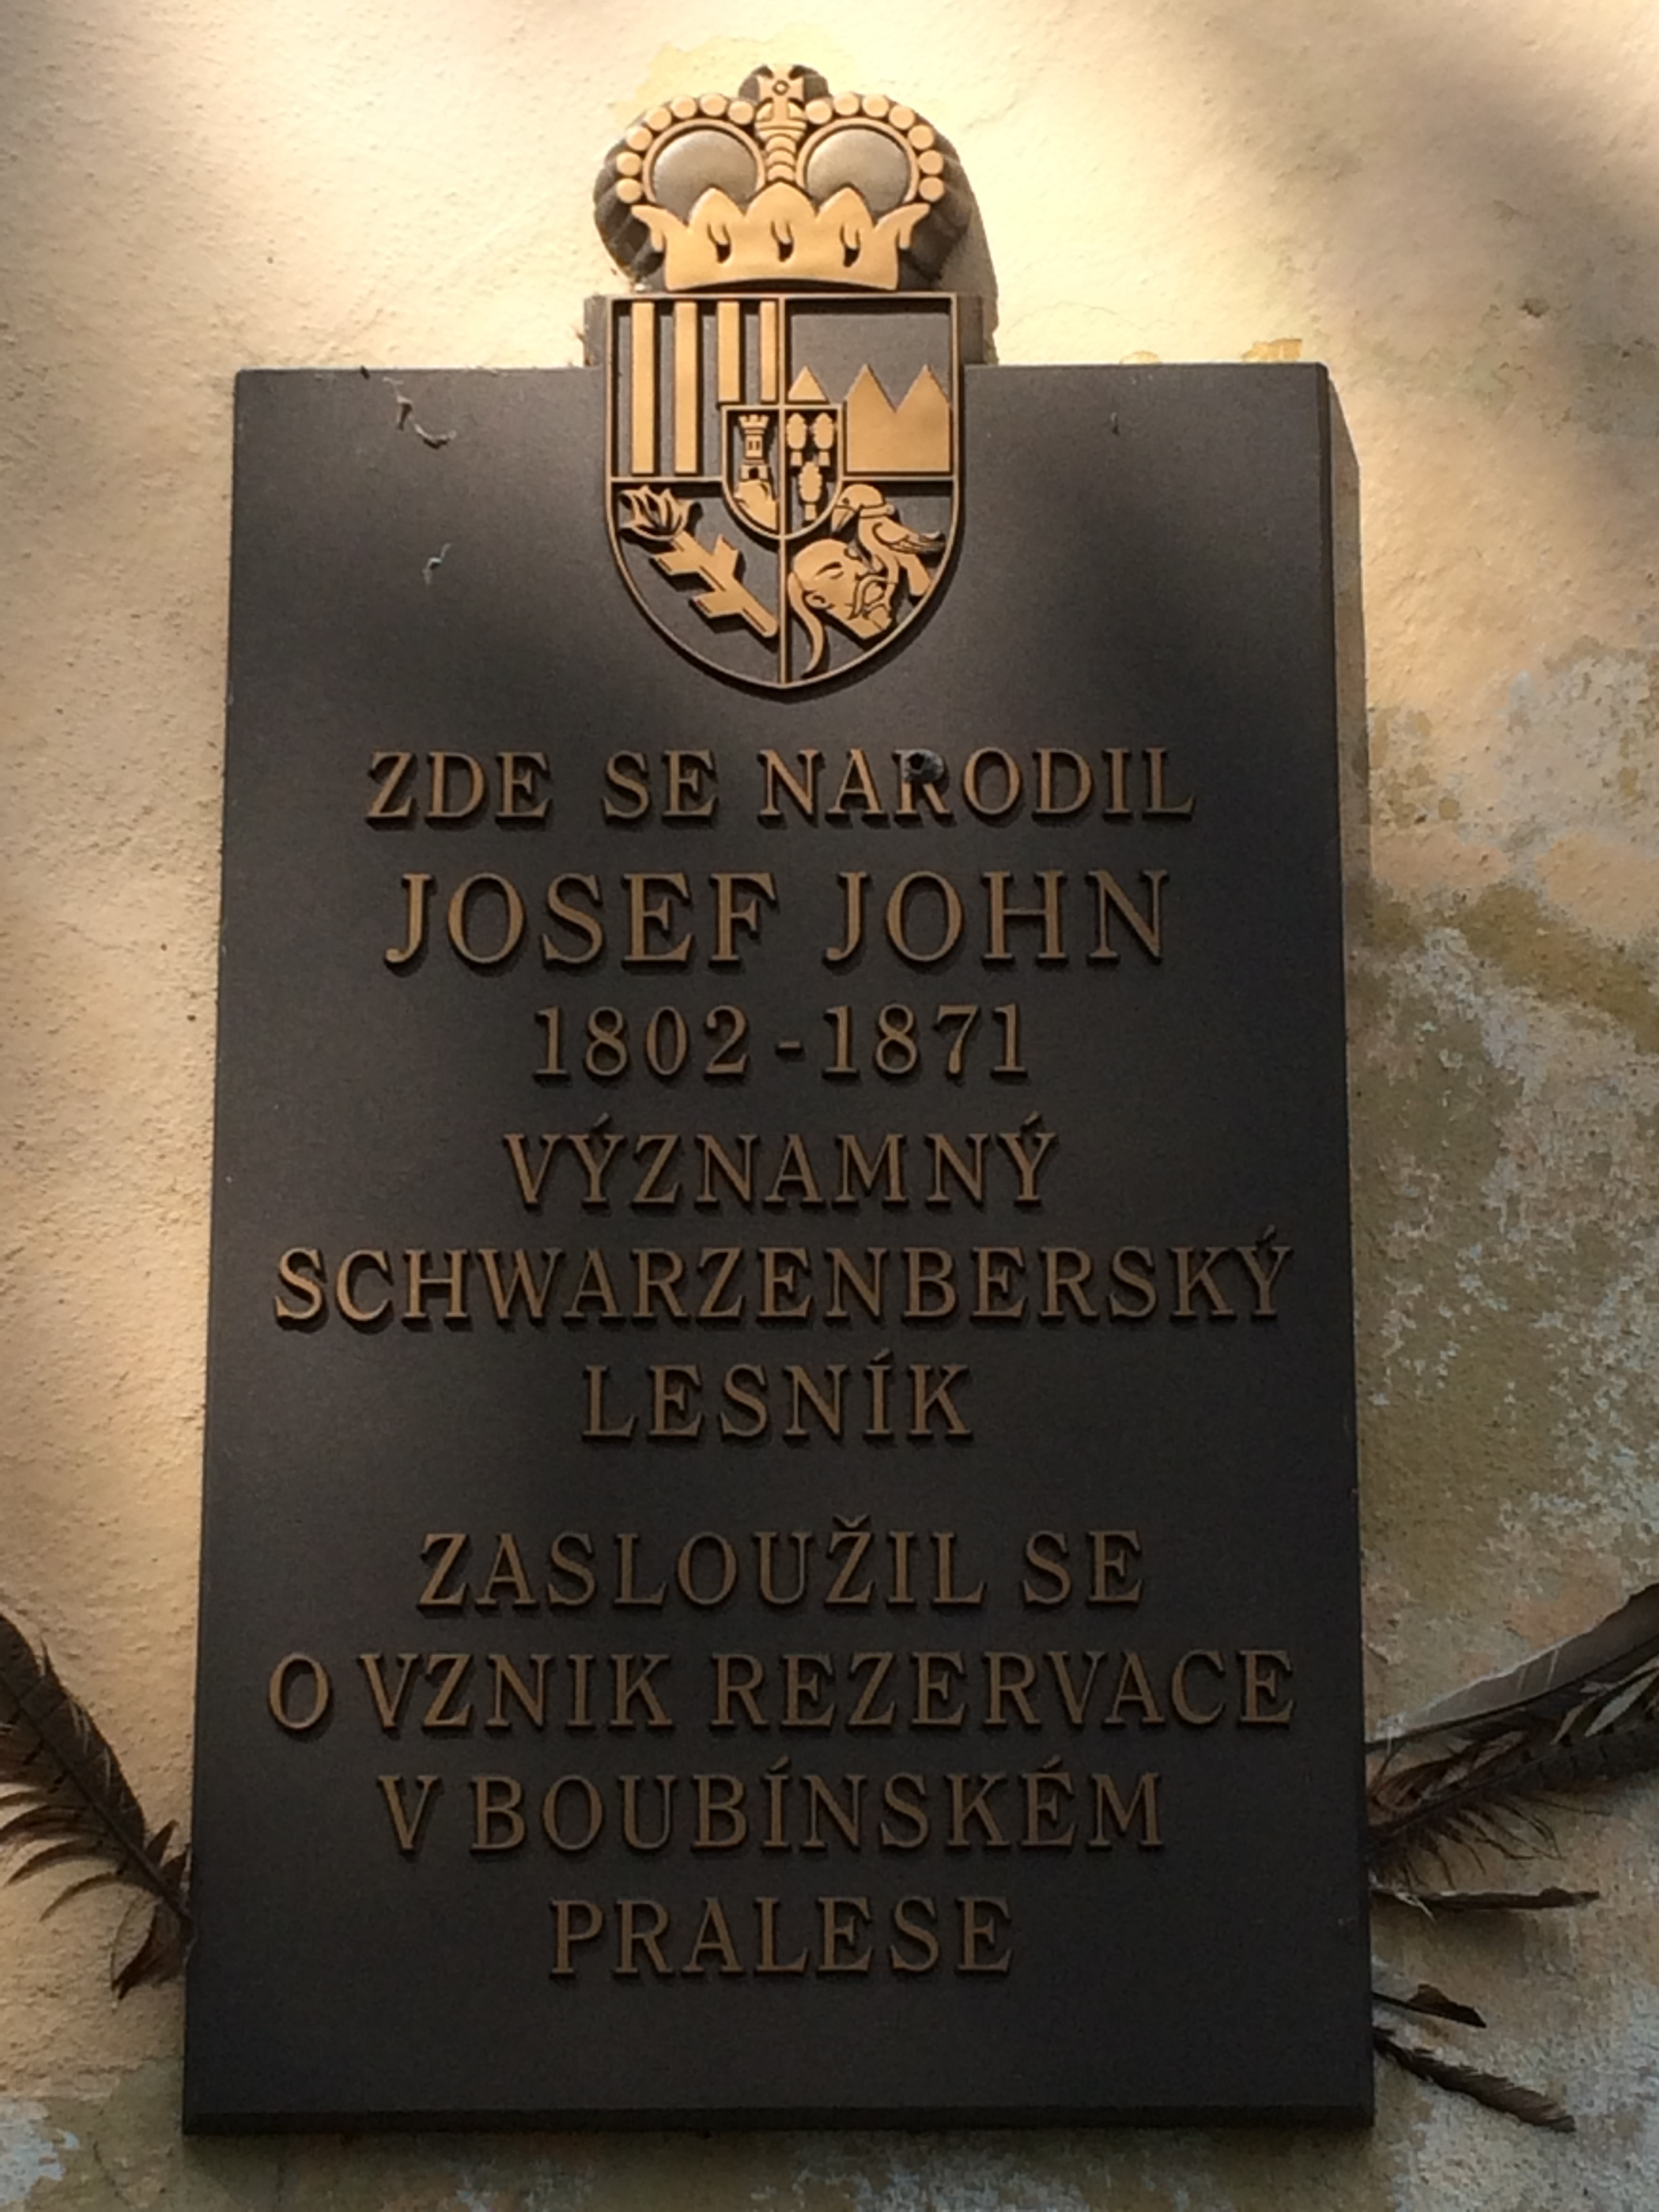 ZDE SE NARODIL
JOSEF JOHN
1802-1871
VÝZNAMNÝ
SCHWARZENBERSKÝ
LESNÍK
ZASLOUŽIL SE
O VZNIK REZERVACE
V BOUBÍNSKÉM
PRALESE